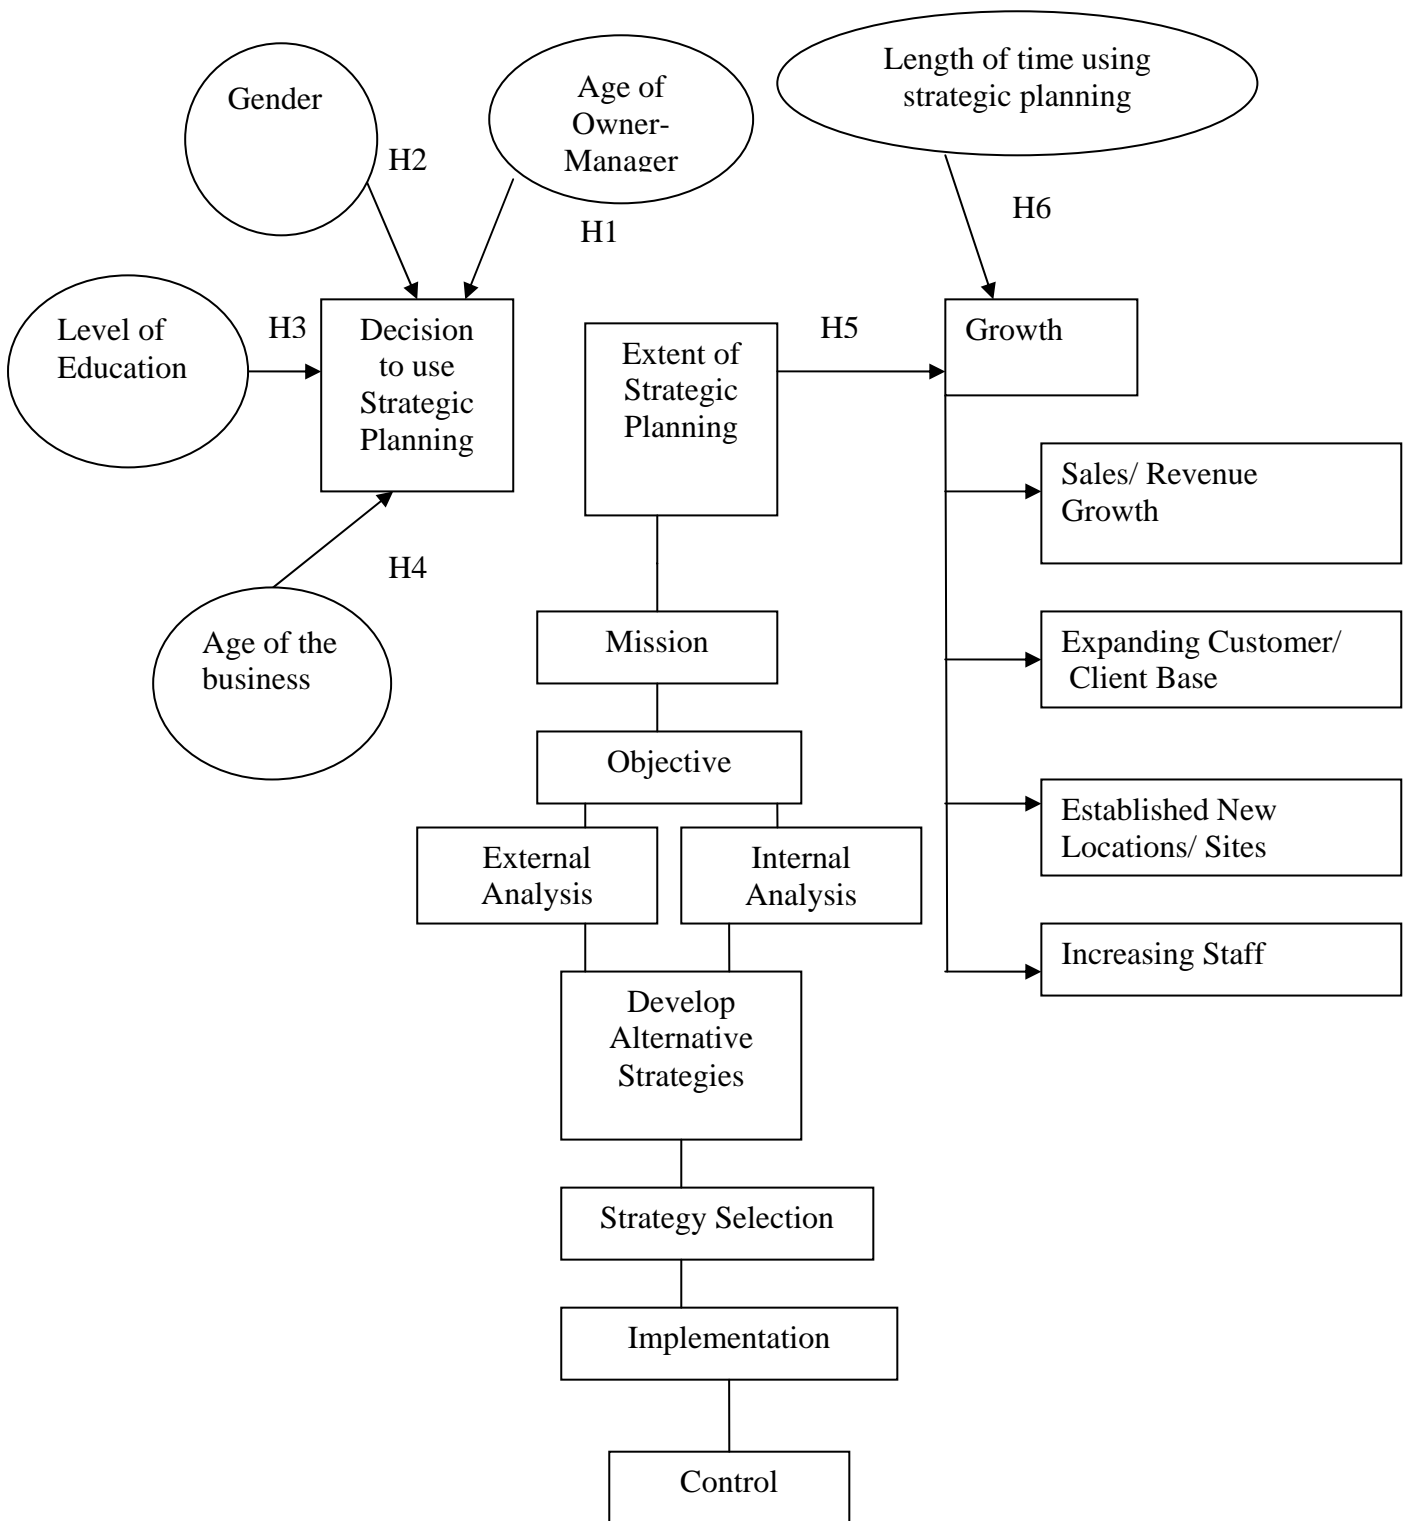 Gender
Age of
Owner-
Manager
Length of time using
strategic planning
H2
H1
H6
Level of
Education
H3
Decision
to use
Strategic
Planning
Extent of
Strategic
Planning
H5
Growth
Sales/ Revenue
Growth
H4
Age of the
business
Mission
Expanding Customer/
Client Base
Objective
Established New
Locations/ Sites
External
Analysis
Internal
Analysis
Increasing Staff
Develop
Alternative
Strategies
Strategy Selection
Implementation
Control